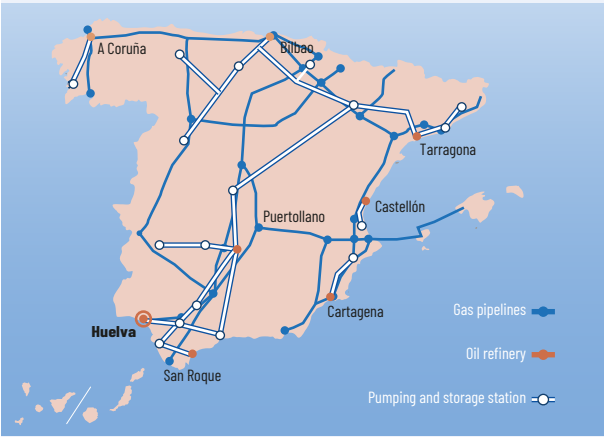 A Coruña
Bilbao
Tarragona
Castellón
Puertollano
Cartagena
Huelva
San Roque
Gas pipelines
Oil refinery
Pumping and storage station